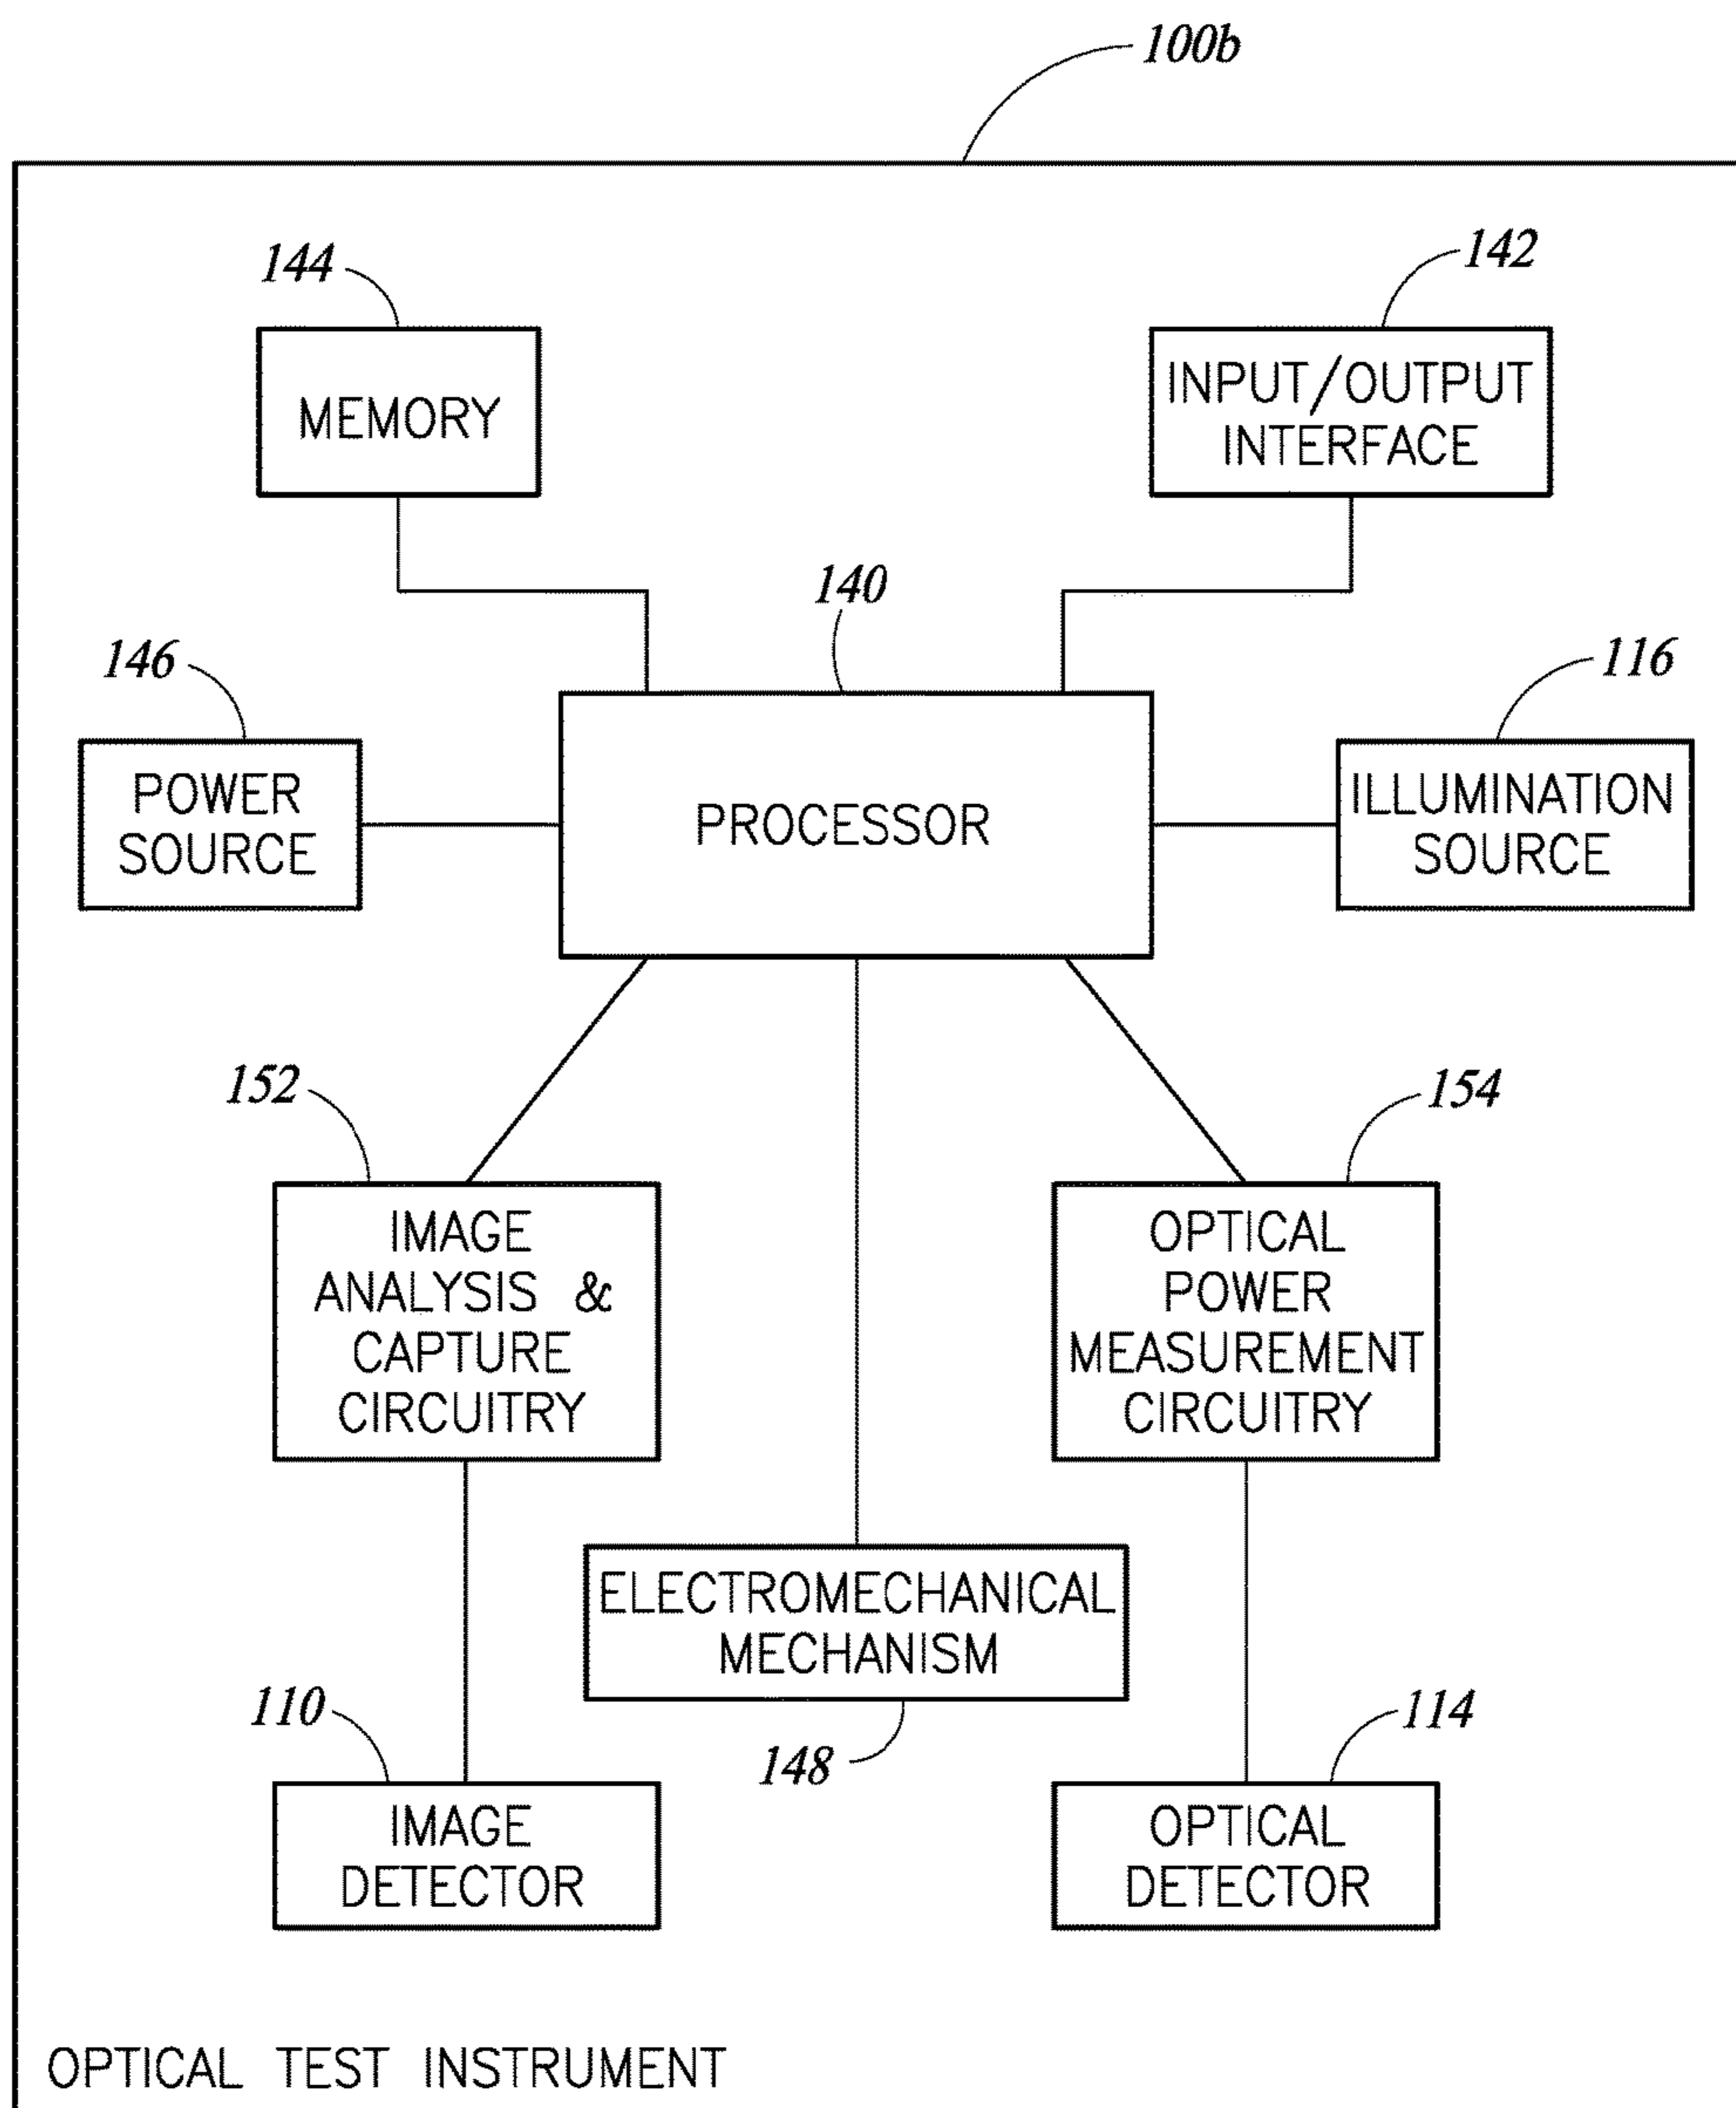 100b
144
142
MEMORY
INPUT/OUTPUT
INTERFACE
140
146
116
POWER
SOURCE
PROCESSOR
ILLUMINATION
SOURCE
152
154
IMAGE
ANALYSIS &
CAPTURE
CIRCUITRY
OPTICAL
POWER
MEASUREMENT
CIRCUITRY
ELECTROMECHANICAL
MECHANISM
148
110
114
IMAGE
DETECTOR
OPTICAL
DETECTOR
OPTICAL TEST INSTRUMENT